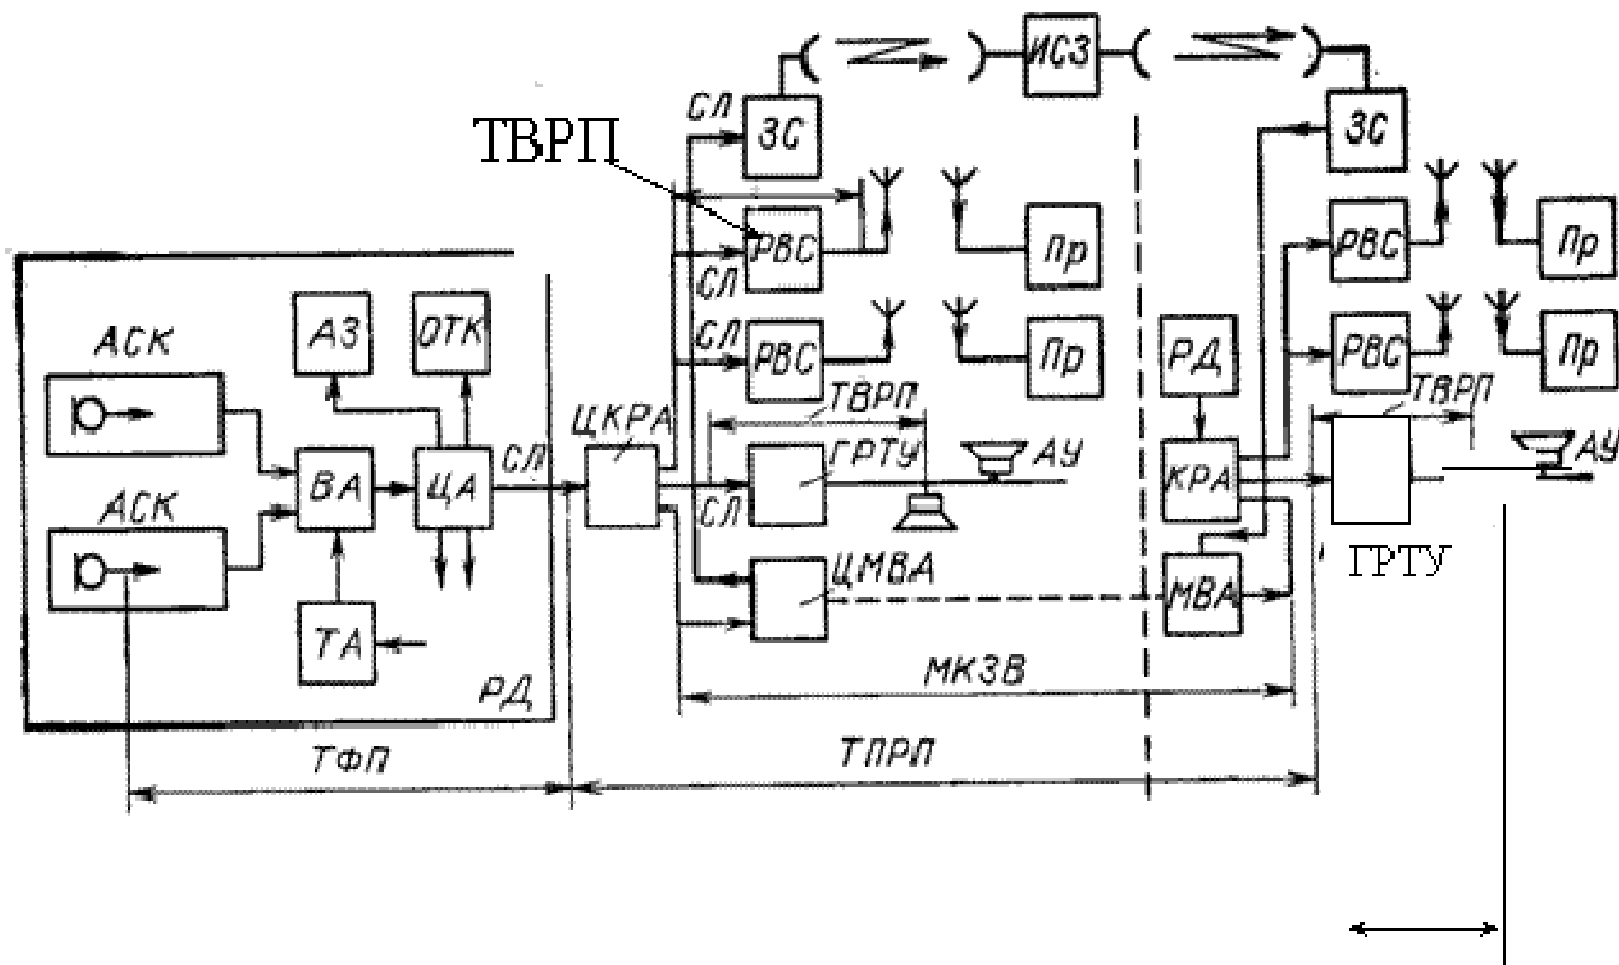 ИСЗ
СЛ
ЗС
ЗС
ТВРП
РВС
Пр
РВС
Пр
СЛ
АЗ
ОТК
АСК
СЛ
РВС
Пр
РД
РВС
Пр
ТВРП
ТВРП
ЦКРА
СЛ
ГРТУ
АУ
АУ
ВА
ЦА
КРА
АСК
СЛ
ГРТУ
ЦМВА
МВА
ТА
РД
МКЗВ
ТФП
ТПРП